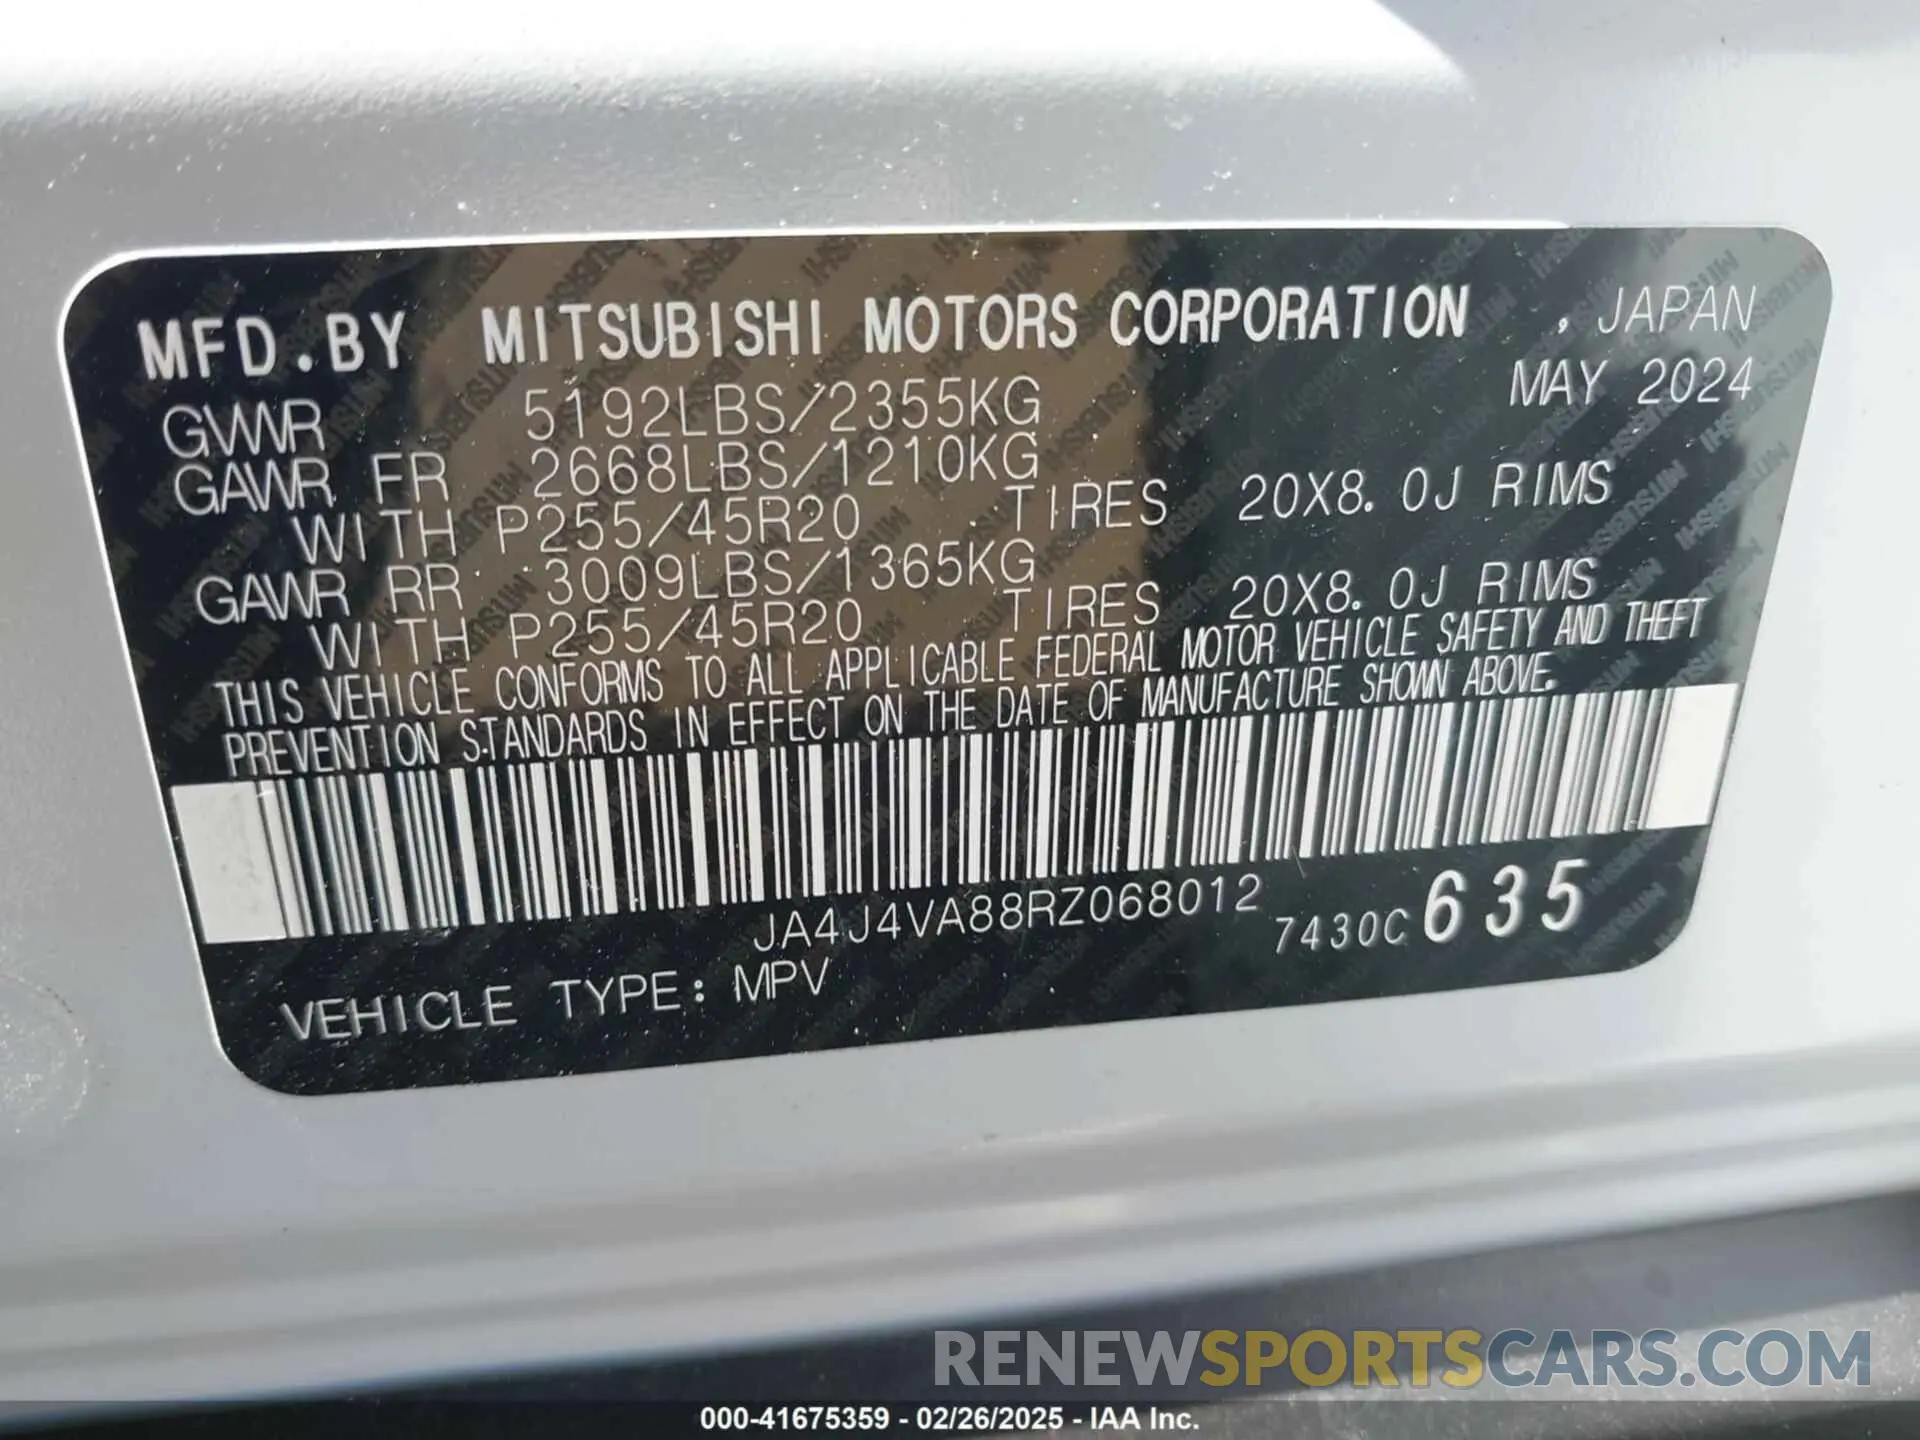 MFD.BY MITSUBISHI MOTORS CORPORATION , JAPAN
GVWR 5192LBS/2355KG MAY 2024
GAWR FR 2668LBS/1210KG
WITH P255/45R20 TIRES 20X8.0J RIMS
GAWR RR 3009LBS/1365KG
WITH P255/45R20 TIRES 20X8.0J RIMS
THIS VEHICLE CONFORMS TO ALL APPLICABLE FEDERAL MOTOR VEHICLE SAFETY AND THEFT
PREVENTION STANDARDS IN EFFECT ON THE DATE OF MANUFACTURE SHOWN ABOVE.
JA4J4VA88RZ068012 7430C 635
VEHICLE TYPE: MPV
RENEWSPORTSCARS.COM
000-41675359 - 02/26/2025 - IAA Inc.